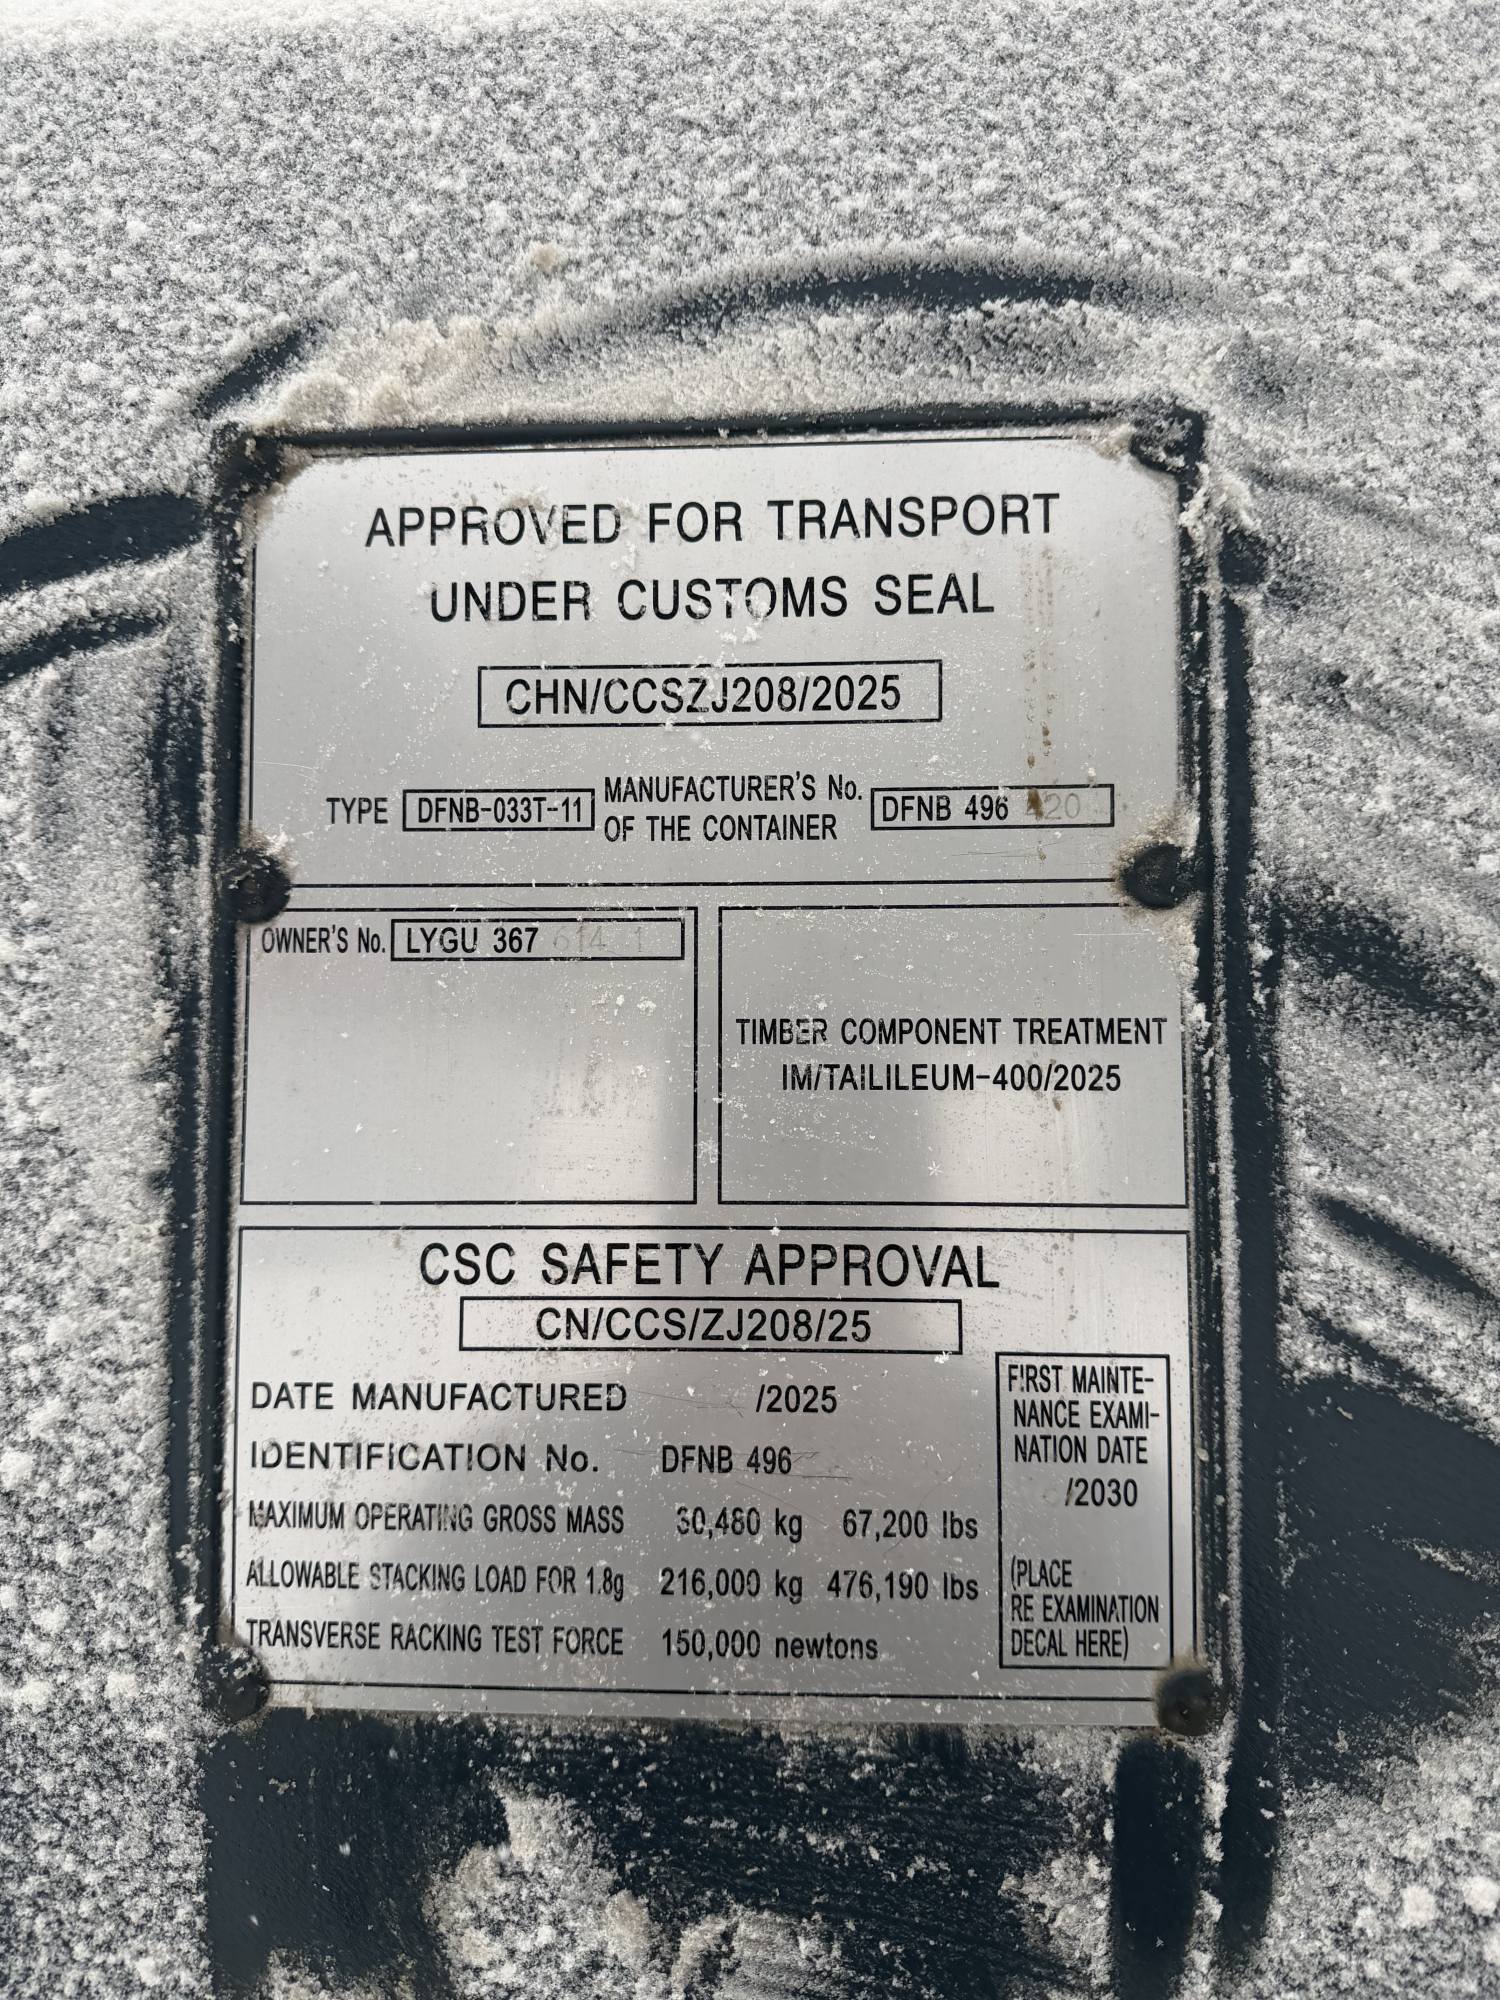 APPROVED FOR TRANSPORT
UNDER CUSTOMS SEAL
CHN/CCSZJ208/2025
TYPE DFNB-033T-11 MANUFACTURER'S No. OF THE CONTAINER DFNB 496
OWNER'S No. LYGU 367 614 1
TIMBER COMPONENT TREATMENT
IM/TAILILEUM-400/2025
CSC SAFETY APPROVAL
CN/CCS/ZJ208/25
DATE MANUFACTURED /2025
IDENTIFICATION No. DFNB 496
MAXIMUM OPERATING GROSS MASS 30,480 kg 67,200 lbs
ALLOWABLE STACKING LOAD FOR 1.8g 216,000 kg 476,190 lbs
TRANSVERSE RACKING TEST FORCE 150,000 newtons
FIRST MAINTE-
NANCE EXAMI-
NATION DATE
/2030
(PLACE
RE EXAMINATION
DECAL HERE)